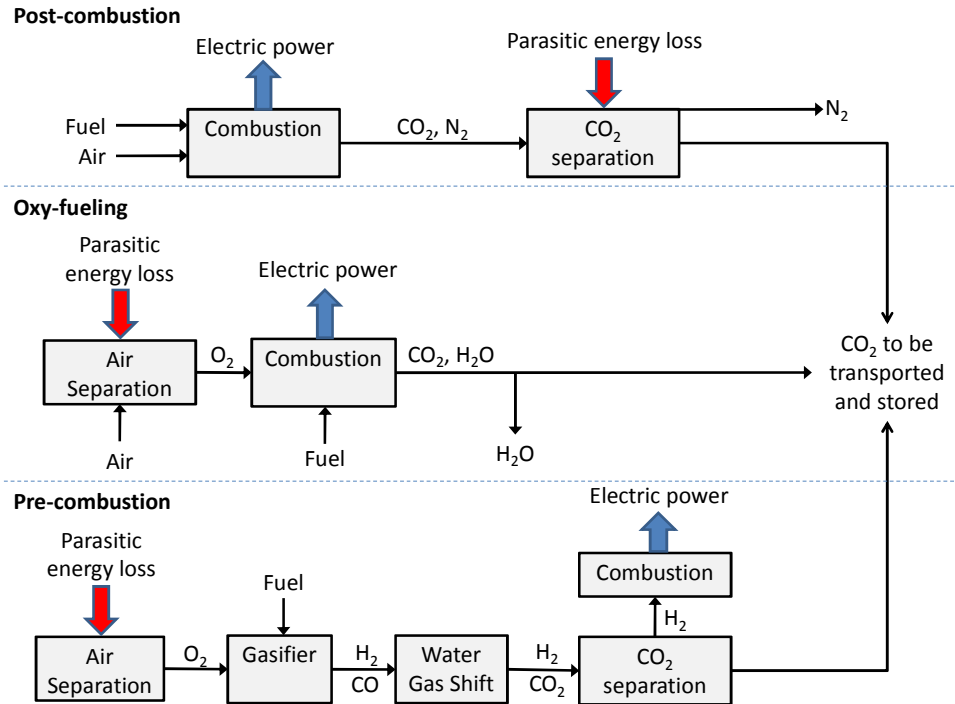 Post-combustion
Electric power
Parasitic energy loss
Fuel
Air
Combustion
CO₂, N₂
CO₂
separation
N₂
Oxy-fueling
Parasitic
energy loss
Electric power
Air
Separation
O₂
Combustion
CO₂, H₂O
CO₂ to be
transported
and stored
Air
Fuel
H₂O
Pre-combustion
Electric power
Parasitic
energy loss
Fuel
Combustion
H₂
Air
Separation
O₂
Gasifier
H₂
CO
Water
Gas Shift
H₂
CO₂
CO₂
separation